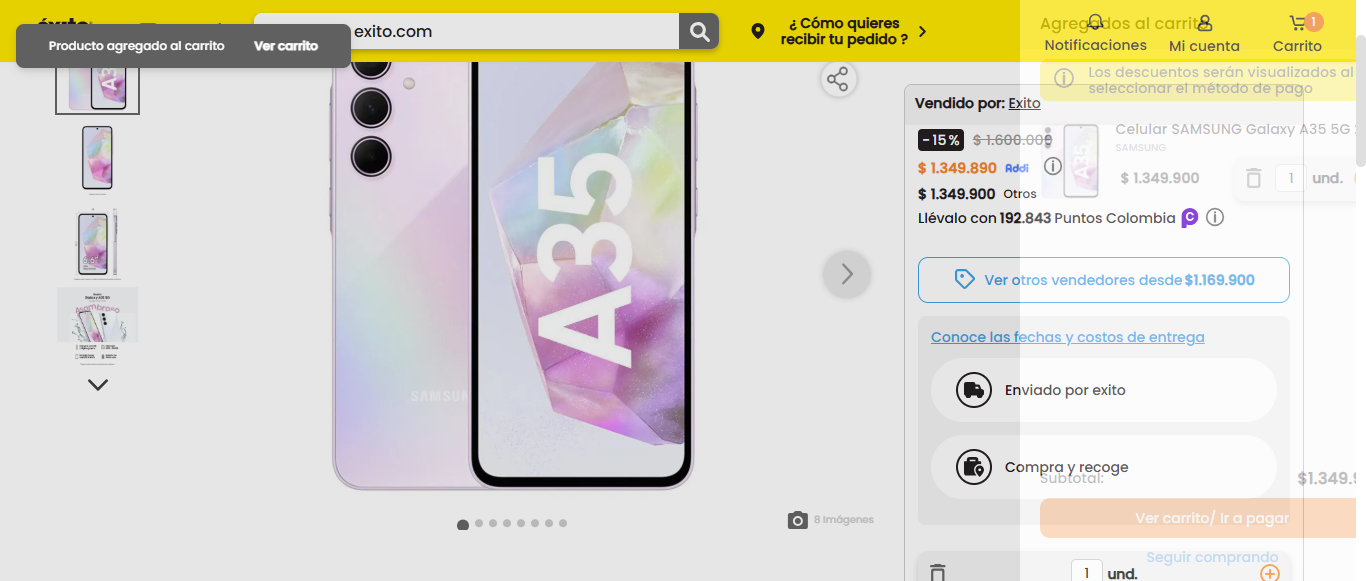 éxito
exito.com
¿ Cómo quieres
recibir tu pedido ?
Notificaciones
Mi cuenta
Carrito
1
Producto agregado al carrito
Ver carrito
Agregados al carrito
Los descuentos serán visualizados al
seleccionar el método de pago
Celular SAMSUNG Galaxy A35 5G
SAMSUNG
$ 1.349.900
1
und.
Subtotal:
$1.349.9
Ver carrito/ Ir a pagar
Seguir comprando
A35
SAMSUN
8 Imágenes
Vendido por: Exito
-15%
$ 1.600.000
$ 1.349.890
Addi
$ 1.349.900 Otros
Llévalo con 192.843 Puntos Colombia
Ver otros vendedores desde $1.169.900
Conoce las fechas y costos de entrega
Enviado por exito
Compra y recoge
1
und.